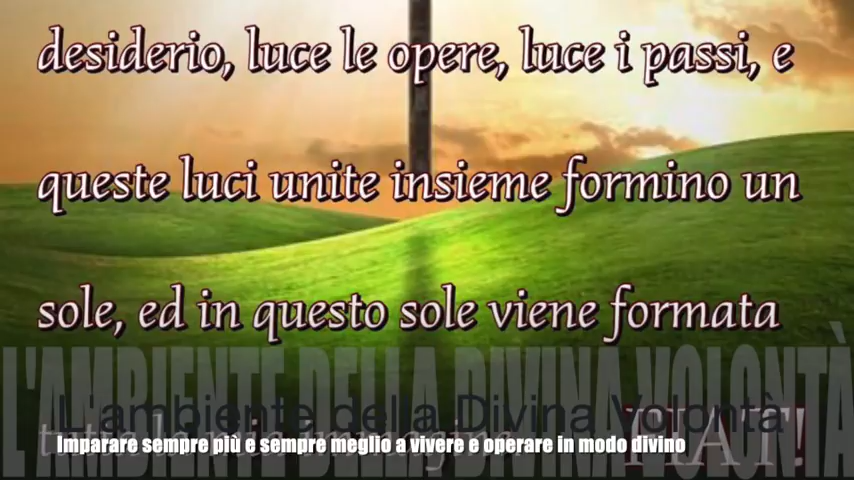 desiderio, luce le opere, luce i passi, e
queste luci unite insieme formino un
sole, ed in questo sole viene formata
L'AMBIENTE DELLA DIVINA VOLONTÀ
L'ambiente della Divina Volontà
FIAT!
Imparare sempre più e sempre meglio a vivere e operare in modo divino